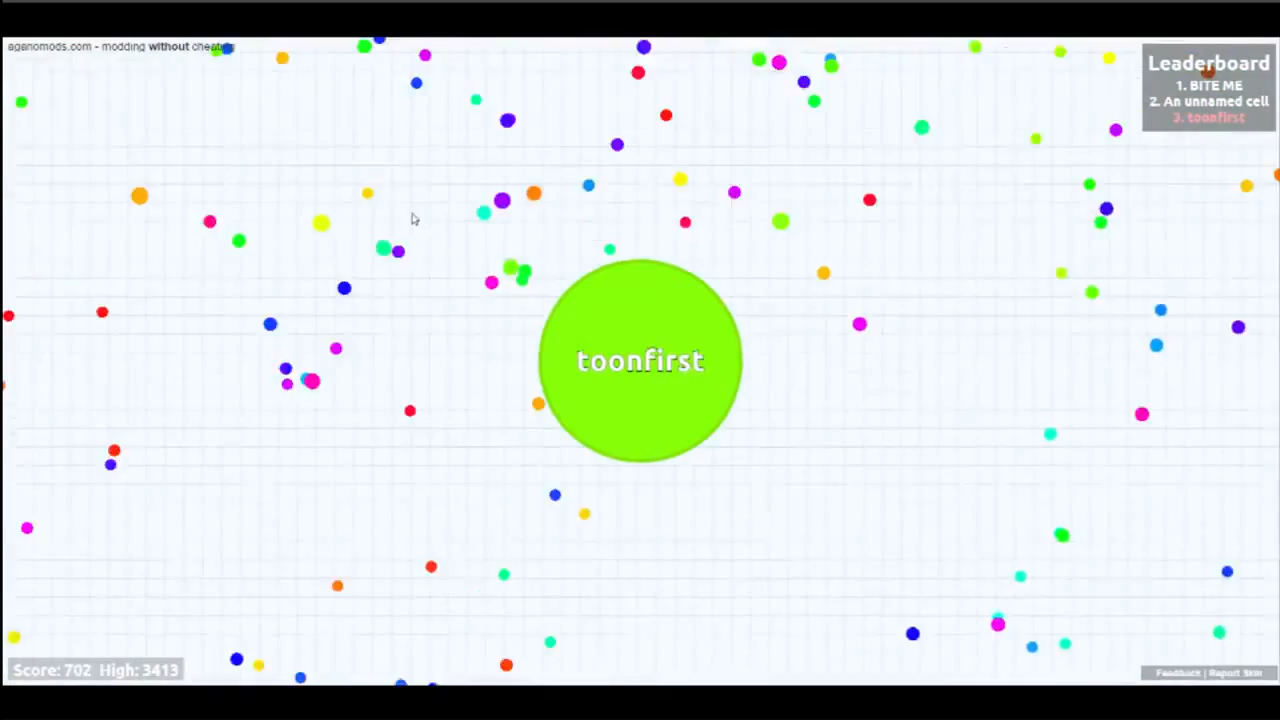 agariomods.com - modding without cheating
Leaderboard
1. BITE ME
2. An unnamed cell
3. toonfirst
toonfirst
Score: 702 High: 3413
Feedback | Report Skin